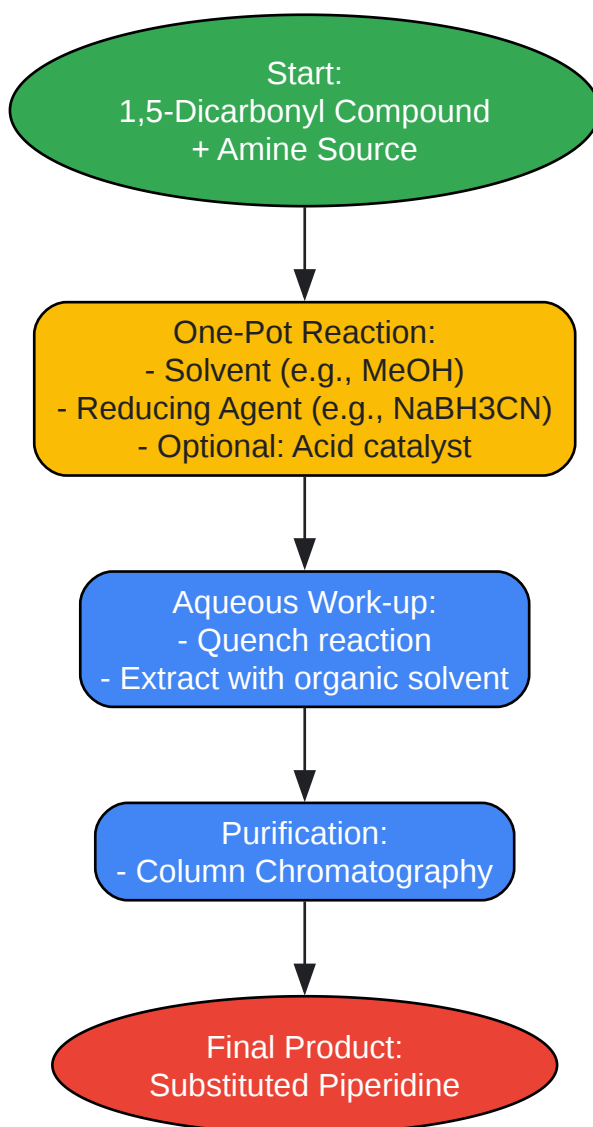 Start:
1,5-Dicarbonyl Compound
+ Amine Source
One-Pot Reaction:
- Solvent (e.g., MeOH)
- Reducing Agent (e.g., NaBH3CN)
- Optional: Acid catalyst
Aqueous Work-up:
- Quench reaction
- Extract with organic solvent
Purification:
- Column Chromatography
Final Product:
Substituted Piperidine